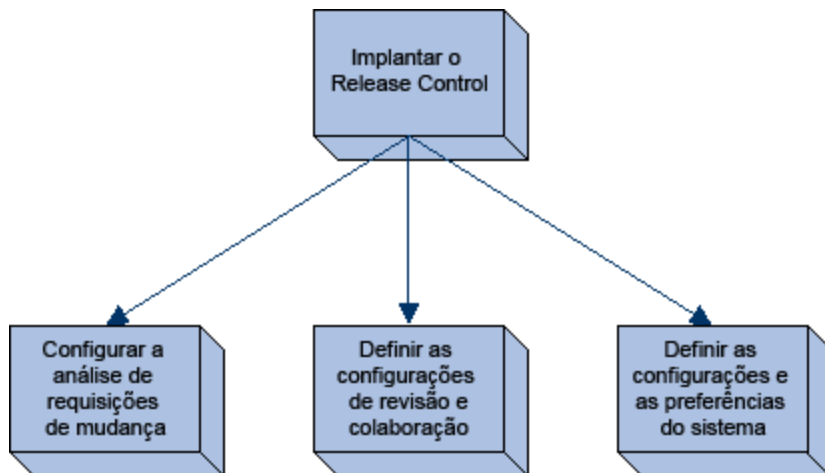 Implantar o
Release Control
Configurar a
análise de
requisições
de mudança
Definir as
configurações
de revisão e
colaboração
Definir as
configurações e
as preferências
do sistema